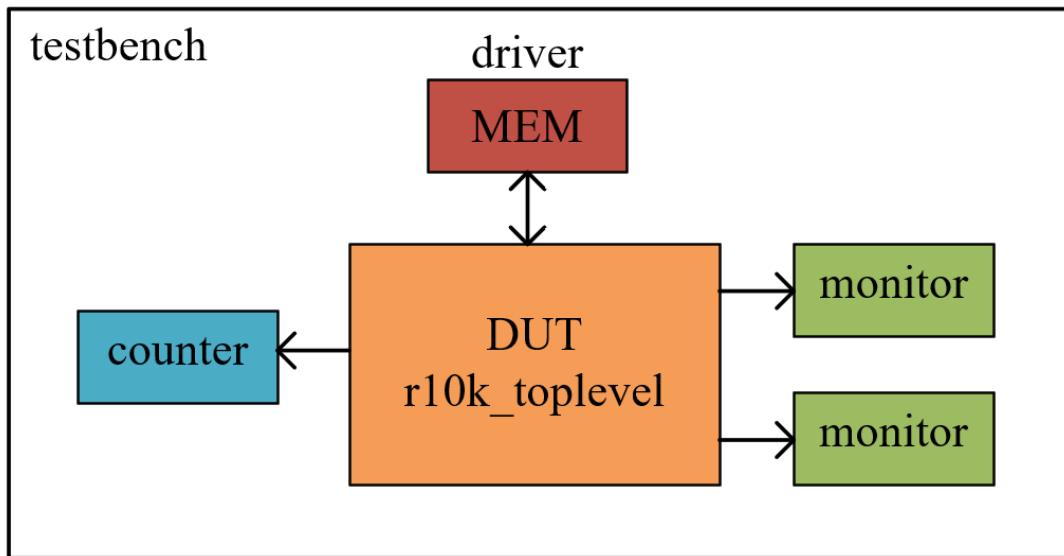 testbench
driver
MEM
DUT
r10k_toplevel
counter
monitor
monitor